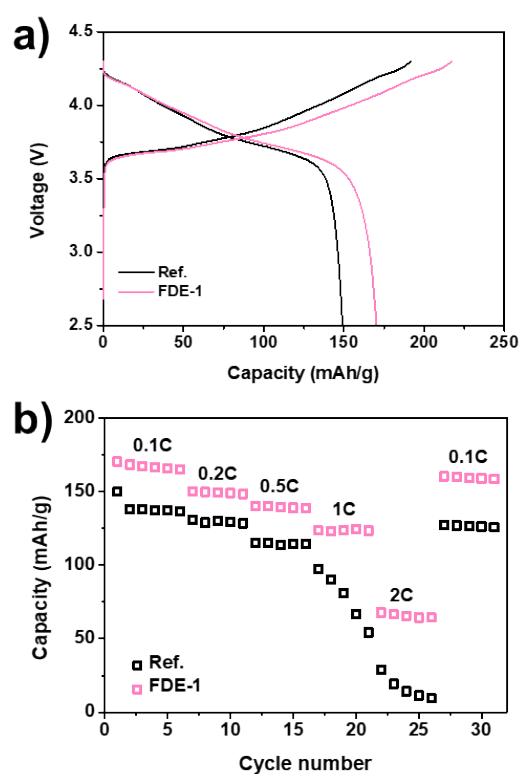 a)
4.5
4.0
3.5
3.0
2.5
Voltage (V)
Ref.
FDE-1
0 50 100 150 200 250
Capacity (mAh/g)
b)
200
150
100
50
0
Capacity (mAh/g)
0.1C 0.2C 0.5C 1C 2C 0.1C
Ref.
FDE-1
0 5 10 15 20 25 30
Cycle number